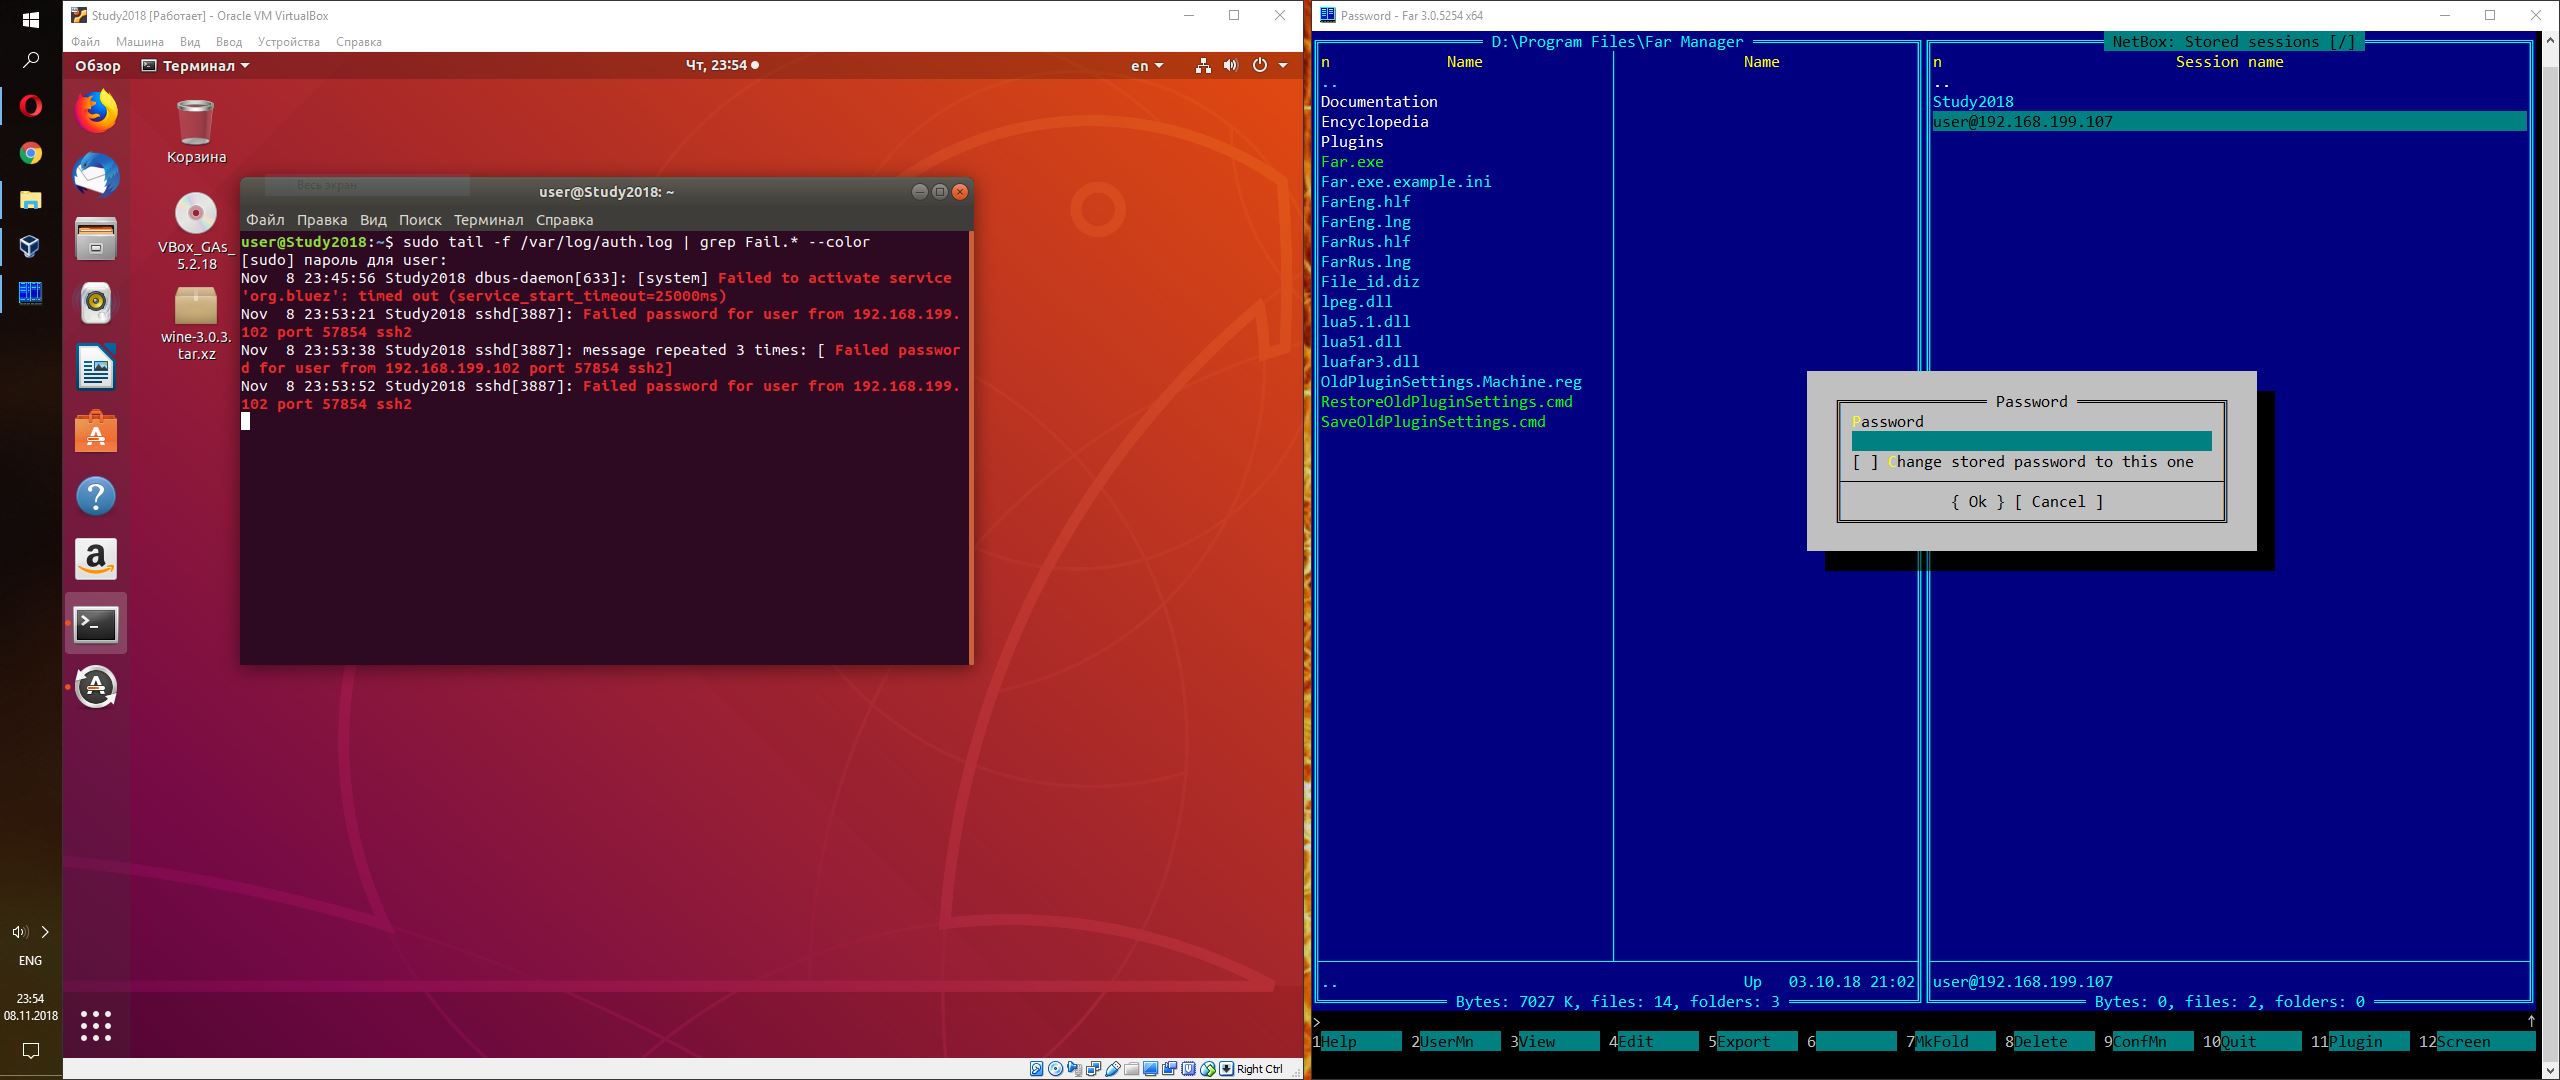 Study2018 [Работает] - Oracle VM VirtualBox
Файл Машина Вид Ввод Устройства Справка
Обзор Терминал Чт, 23:54 en
Корзина
VBox_GAs_
5.2.18
wine-3.0.3.
tar.xz
Весь экран
user@Study2018: ~
Файл Правка Вид Поиск Терминал Справка
user@Study2018:~$ sudo tail -f /var/log/auth.log | grep Fail.* --color
[sudo] пароль для user:
Nov  8 23:45:56 Study2018 dbus-daemon[633]: [system] Failed to activate service
'org.bluez': timed out (service_start_timeout=25000ms)
Nov  8 23:53:21 Study2018 sshd[3887]: Failed password for user from 192.168.199.
102 port 57854 ssh2
Nov  8 23:53:38 Study2018 sshd[3887]: message repeated 3 times: [ Failed passwor
d for user from 192.168.199.102 port 57854 ssh2]
Nov  8 23:53:52 Study2018 sshd[3887]: Failed password for user from 192.168.199.
102 port 57854 ssh2
ENG
23:54
08.11.2018
Right Ctrl
Password - Far 3.0.5254 x64
D:\Program Files\Far Manager
n Name Name
..
Documentation
Encyclopedia
Plugins
Far.exe
Far.exe.example.ini
FarEng.hlf
FarEng.lng
FarRus.hlf
FarRus.lng
File_id.diz
lpeg.dll
lua5.1.dll
lua51.dll
luafar3.dll
OldPluginSettings.Machine.reg
RestoreOldPluginSettings.cmd
SaveOldPluginSettings.cmd
.. Up 03.10.18 21:02
Bytes: 7027 K, files: 14, folders: 3
NetBox: Stored sessions [/]
n Session name
..
Study2018
user@192.168.199.107
Password
Password
[ ] Change stored password to this one
{ Ok } [ Cancel ]
user@192.168.199.107
Bytes: 0, files: 2, folders: 0
>
1Help 2UserMn 3View 4Edit 5Export 6 7MkFold 8Delete 9ConfMn 10Quit 11Plugin 12Screen